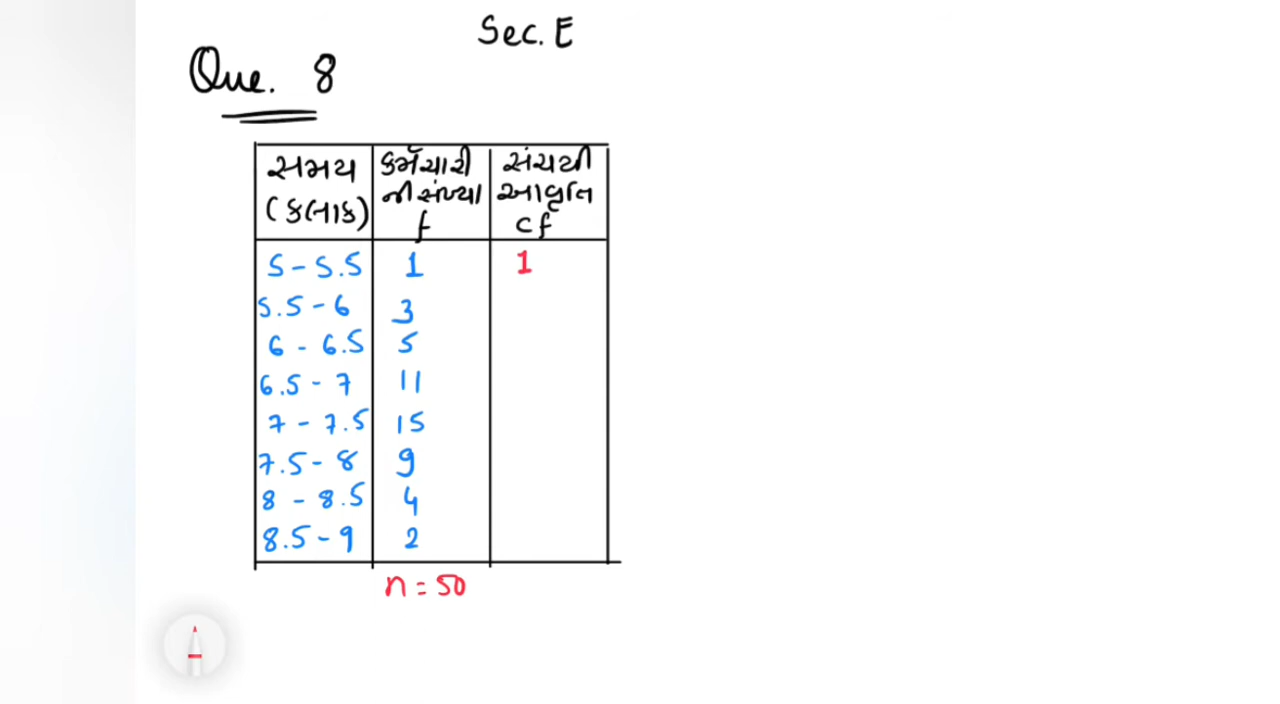 Sec. E
Que. 8
સમય કર્મચારી સંચયી
(કલાક) ની સંખ્યા આવૃતિ
f cf
5 - 5.5 1 1
5.5 - 6 3
6 - 6.5 5
6.5 - 7 11
7 - 7.5 15
7.5 - 8 9
8 - 8.5 4
8.5 - 9 2
n = 50